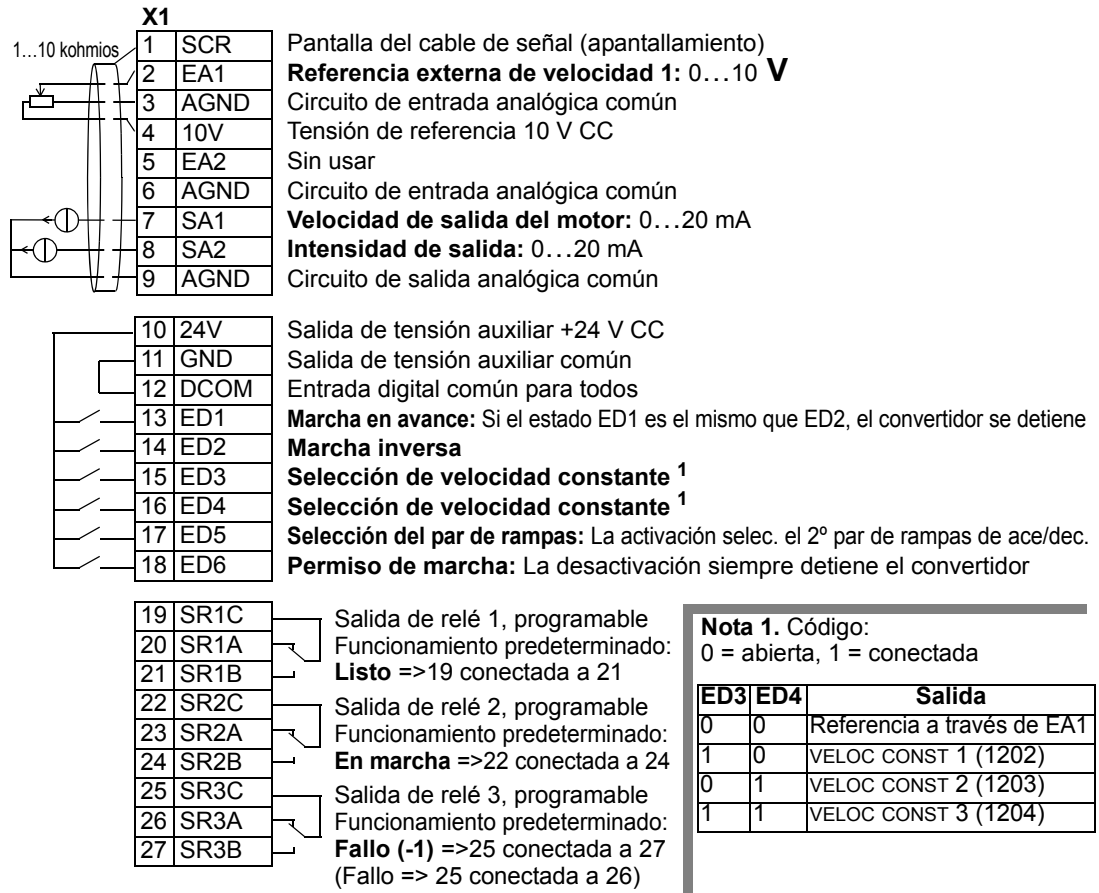 X1
1…10 kohmios
1 SCR Pantalla del cable de señal (apantallamiento)
2 EA1 Referencia externa de velocidad 1: 0…10 V
3 AGND Circuito de entrada analógica común
4 10V Tensión de referencia 10 V CC
5 EA2 Sin usar
6 AGND Circuito de entrada analógica común
7 SA1 Velocidad de salida del motor: 0…20 mA
8 SA2 Intensidad de salida: 0…20 mA
9 AGND Circuito de salida analógica común
10 24V Salida de tensión auxiliar +24 V CC
11 GND Salida de tensión auxiliar común
12 DCOM Entrada digital común para todos
13 ED1 Marcha en avance: Si el estado ED1 es el mismo que ED2, el convertidor se detiene
14 ED2 Marcha inversa
15 ED3 Selección de velocidad constante 1
16 ED4 Selección de velocidad constante 1
17 ED5 Selección del par de rampas: La activación selec. el 2º par de rampas de ace/dec.
18 ED6 Permiso de marcha: La desactivación siempre detiene el convertidor
19 SR1C Salida de relé 1, programable
20 SR1A Funcionamiento predeterminado:
21 SR1B Listo =>19 conectada a 21
22 SR2C Salida de relé 2, programable
23 SR2A Funcionamiento predeterminado:
24 SR2B En marcha =>22 conectada a 24
25 SR3C Salida de relé 3, programable
26 SR3A Funcionamiento predeterminado:
27 SR3B Fallo (-1) =>25 conectada a 27
(Fallo => 25 conectada a 26)
Nota 1. Código:
0 = abierta, 1 = conectada
ED3 ED4 Salida
0 0 Referencia a través de EA1
1 0 VELOC CONST 1 (1202)
0 1 VELOC CONST 2 (1203)
1 1 VELOC CONST 3 (1204)